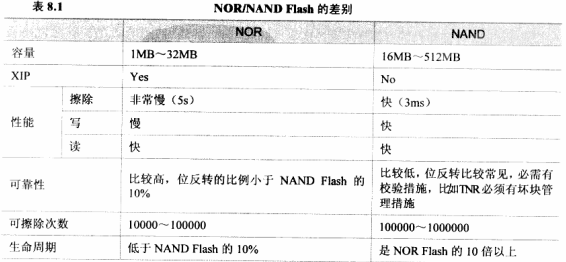 表 8.1 NOR/NAND Flash 的差别
NOR NAND
容量 1MB～32MB 16MB～512MB
XIP Yes No
性能 擦除 非常慢（5s） 快（3ms）
写 慢 快
读 快 快
可靠性 比较高，位反转的比例小于 NAND Flash 的 10% 比较低，位反转比较常见，必需有校验措施，比如TNR必须有坏块管理措施
可擦除次数 10000～100000 100000～1000000
生命周期 低于 NAND Flash 的 10% 是 NOR Flash 的 10 倍以上